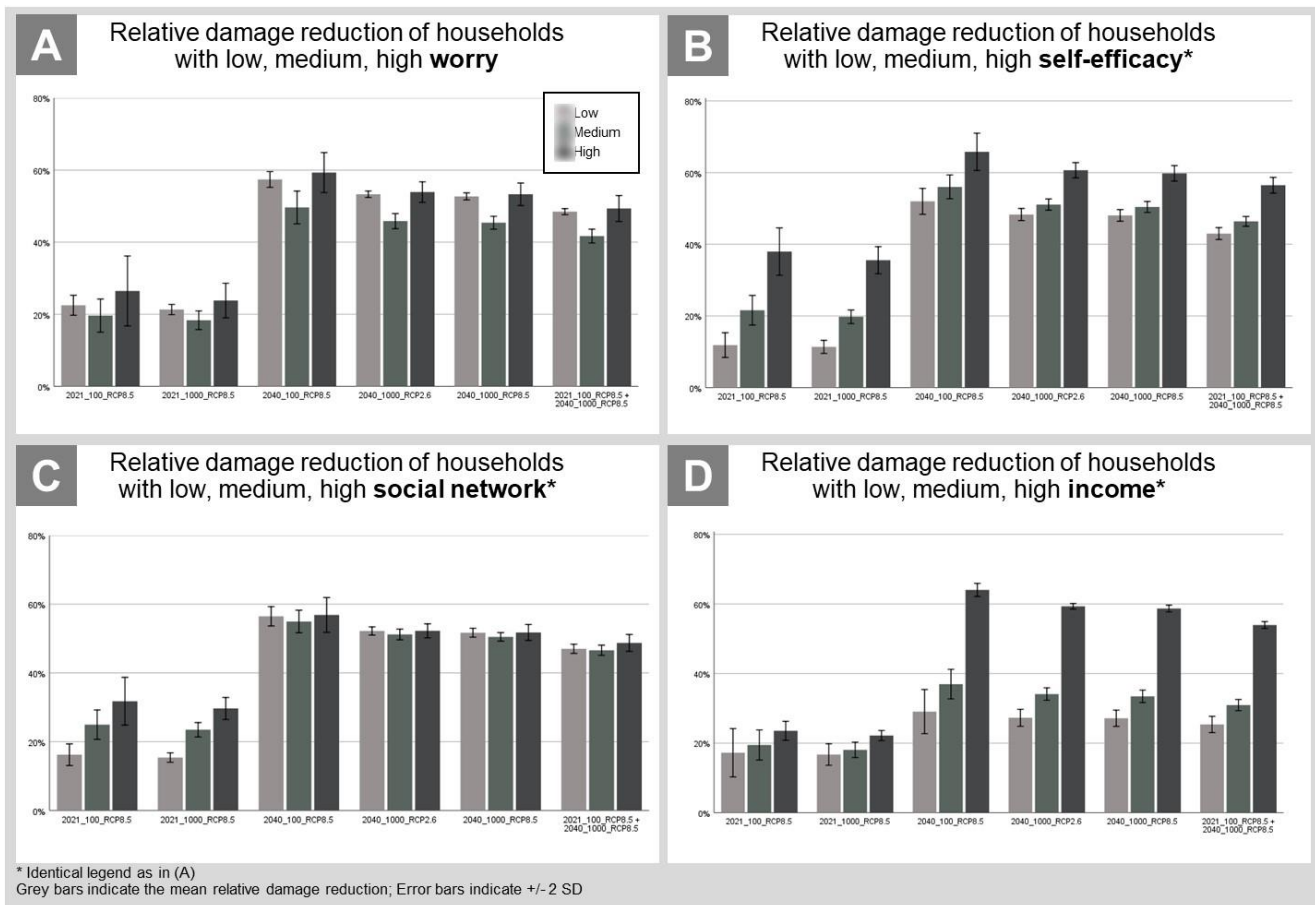 A
Relative damage reduction of households
with low, medium, high worry
80%
60%
40%
20%
0%
Low
Medium
High
2021_100_RCP8.5
2021_1000_RCP8.5
2040_100_RCP8.5
2040_1000_RCP2.6
2040_1000_RCP8.5
2021_100_RCP8.5 +
2040_1000_RCP8.5
B
Relative damage reduction of households
with low, medium, high self-efficacy*
80%
60%
40%
20%
0%
2021_100_RCP8.5
2021_1000_RCP8.5
2040_100_RCP8.5
2040_1000_RCP2.6
2040_1000_RCP8.5
2021_100_RCP8.5 +
2040_1000_RCP8.5
C
Relative damage reduction of households
with low, medium, high social network*
80%
60%
40%
20%
0%
2021_100_RCP8.5
2021_1000_RCP8.5
2040_100_RCP8.5
2040_1000_RCP2.6
2040_1000_RCP8.5
2021_100_RCP8.5 +
2040_1000_RCP8.5
D
Relative damage reduction of households
with low, medium, high income*
80%
60%
40%
20%
0%
2021_100_RCP8.5
2021_1000_RCP8.5
2040_100_RCP8.5
2040_1000_RCP2.6
2040_1000_RCP8.5
2021_100_RCP8.5 +
2040_1000_RCP8.5
* Identical legend as in (A)
Grey bars indicate the mean relative damage reduction; Error bars indicate +/- 2 SD